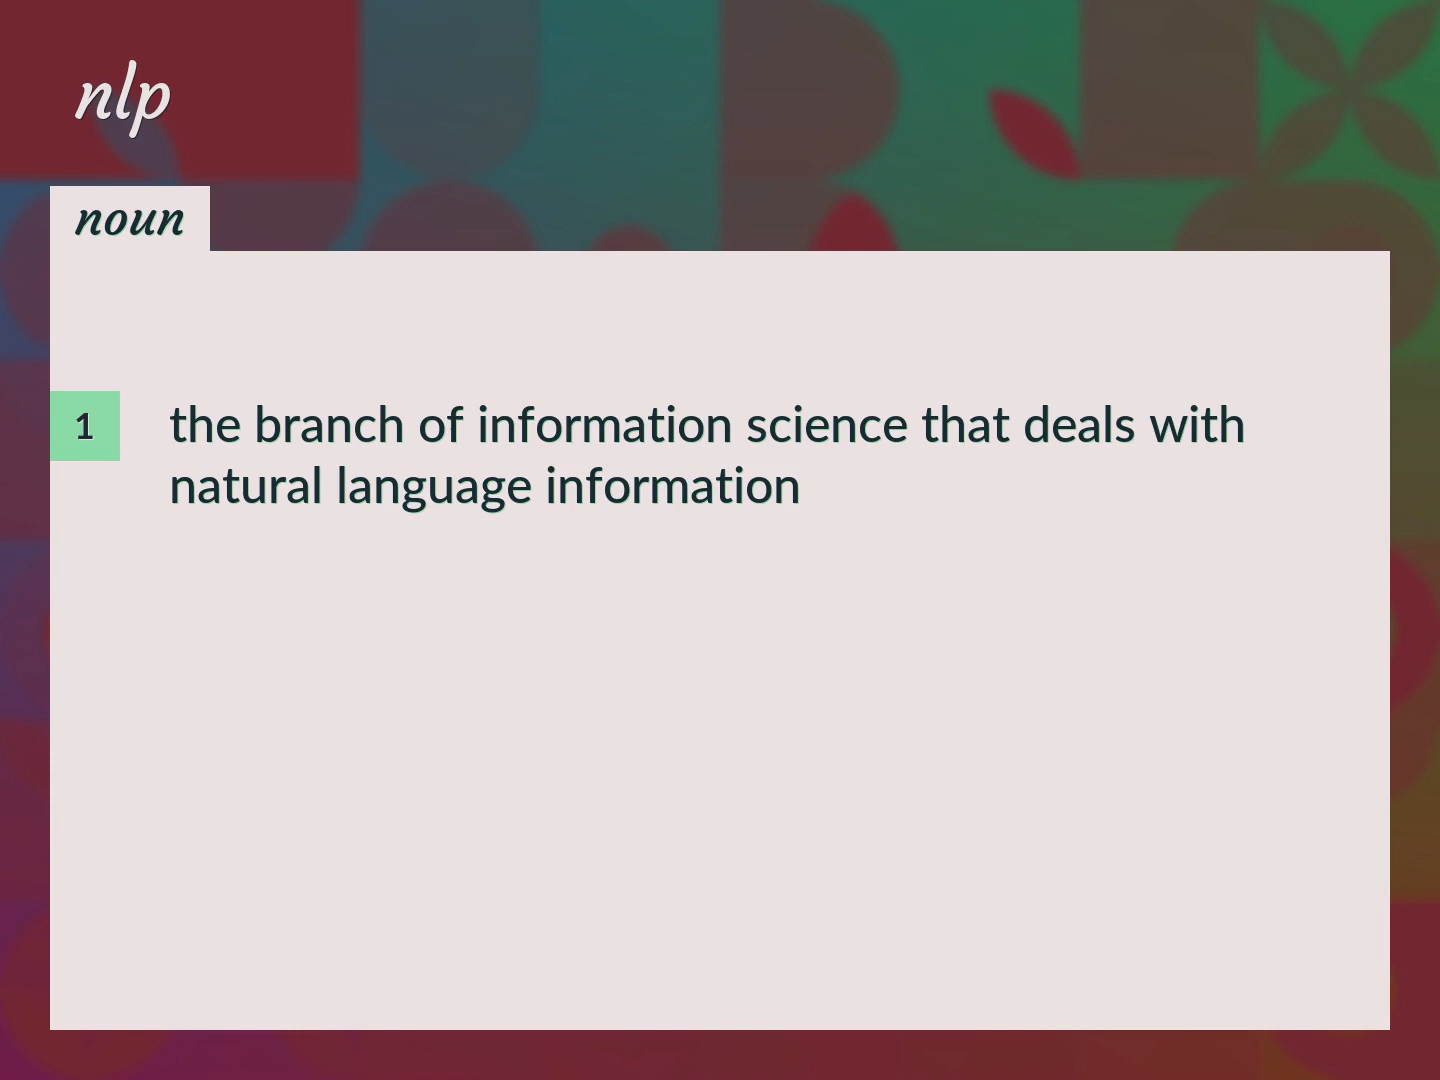 nlp
noun
1
the branch of information science that deals with
natural language information